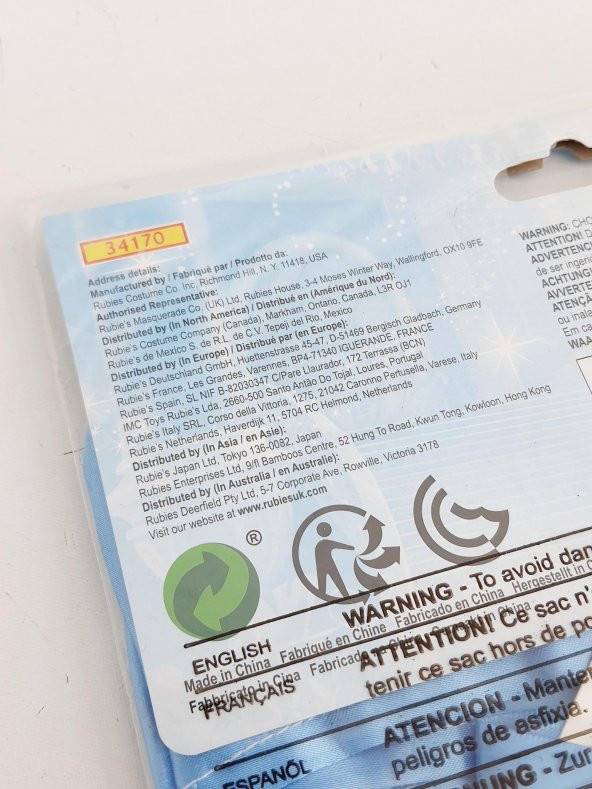 34170
Address details:
Manufactured by / Fabriqué par / Prodotto da:
Rubies Costume Co. Inc, Richmond Hill, N. Y. 11418, USA
Authorised Representative:
Rubie's Masquerade Co. (UK) Ltd, Rubies House, 3-4 Moses Winter Way, Wallingford, OX10 9FE
Distributed by (In North America) / Distribué en (Amérique du Nord):
Rubie's Costume Company (Canada), Markham, Ontario, Canada, L3R OJ1
Rubie's de Mexico S. de R.L. de C.V. Tepeji del Rio, Mexico
Distributed by (In Europe) / Distribué par (en Europe):
Rubie's Deutschland GmbH, Huettenstrasse 45-47, D-51469 Bergisch Gladbach, Germany
Rubie's France, Les Grandes, Varennes, BP4-71340 GUERANDE, FRANCE
Rubie's Spain, SL NIF B-82030347 C/Pare Llaurador, 172 Terrassa (BCN)
IMC Toys Rubie's Lda, 2660-500 Santo Antão Do Tojal, Loures, Portugal
Rubie's Italy SRL, Corso della Vittoria, 1275, 21042 Caronno Pertusella, Varese, Italy
Rubie's Netherlands, Haverdijk 11, 5704 RC Helmond, Netherlands
Distributed by (In Asia / en Asie):
Rubie's Japan Ltd, Tokyo 136-0082, Japan
Rubies Enterprises Ltd, 9/fl Bamboos Centre, 52 Hung To Road, Kwun Tong, Kowloon, Hong Kong
Distributed by (In Australia / en Australie):
Rubies Deerfield Pty Ltd, 5-7 Corporate Ave, Rowville, Victoria 3178
Visit our website at www.rubiesuk.com
WARNING: CHO
ATTENTION! D
ADVERTENC
de ser inger
ACHTUNG!
AVVERTE
ATENÇÃ
ou inala
Em ca
WAA
®
WARNING - To avoid dan
ENGLISH
Made in China Fabriqué en Chine Fabricado en China Hergestellt in C
ATTENTION! Ce sac n'
Fabbricato in Cina Fabricado
FRANÇAIS
tenir ce sac hors de po
ATENCION - Manter
peligros de asfixia.
ESPAÑOL
NUNG - Zur